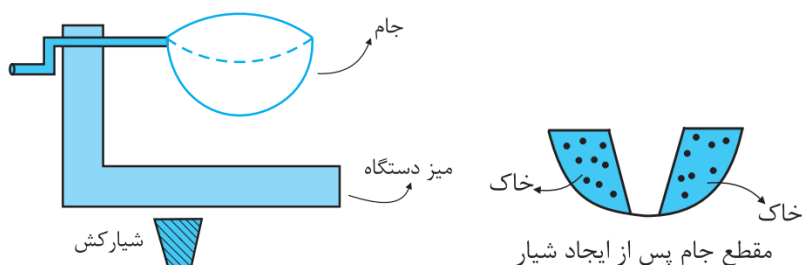 جام
میز دستگاه
شیارکش
خاک
خاک
مقطع جام پس از ایجاد شیار